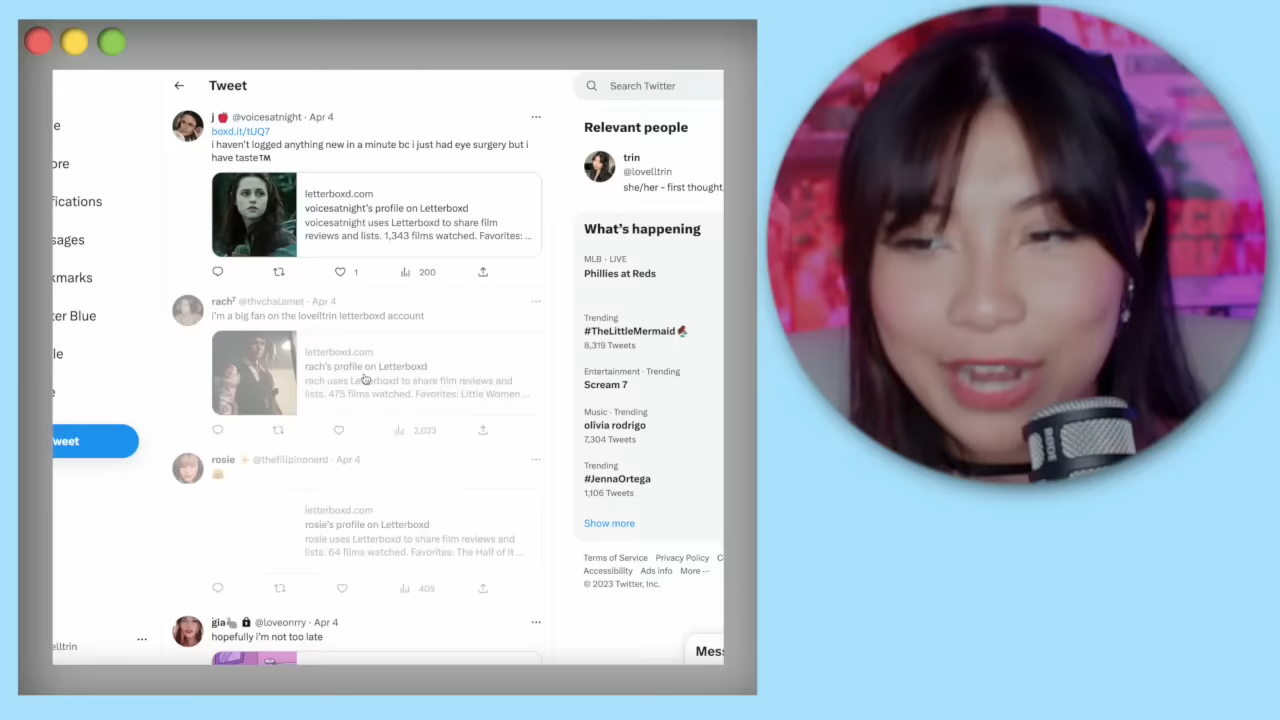 Tweet
Search Twitter
j 🍎 @voicesatnight · Apr 4
boxd.it/tUQ7
i haven't logged anything new in a minute bc i just had eye surgery but i
have taste™
letterboxd.com
voicesatnight's profile on Letterboxd
voicesatnight uses Letterboxd to share film
reviews and lists. 1,343 films watched. Favorites: ...
1
200
rach⁷ @thvchalamet · Apr 4
i'm a big fan on the lovelltrin letterboxd account
letterboxd.com
rach's profile on Letterboxd
rach uses Letterboxd to share film reviews and
lists. 475 films watched. Favorites: Little Women ...
2,023
rosie ✨ @thefilipinonerd · Apr 4
letterboxd.com
rosie's profile on Letterboxd
rosie uses Letterboxd to share film reviews and
lists. 64 films watched. Favorites: The Half of It ...
405
gia @loveonrry · Apr 4
hopefully i'm not too late
e
ore
fications
sages
kmarks
ter Blue
le
e
weet
elltrin
Relevant people
trin
@lovelltrin
she/her – first thought
What's happening
MLB · LIVE
Phillies at Reds
Trending
#TheLittleMermaid
8,319 Tweets
Entertainment · Trending
Scream 7
Music · Trending
olivia rodrigo
7,304 Tweets
Trending
#JennaOrtega
1,106 Tweets
Show more
Terms of Service Privacy Policy C
Accessibility Ads info More ···
© 2023 Twitter, Inc.
Mes
RODE